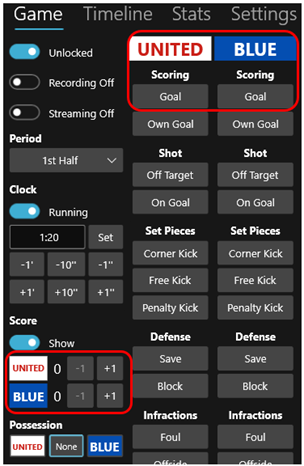 Game Timeline Stats Settings
Unlocked
Recording Off
Streaming Off
Period
1st Half
Clock
Running
1:20 Set
-1' -10" -1"
+1' +10" +1"
Score
Show
UNITED 0 -1 +1
BLUE 0 -1 +1
Possession
UNITED None BLUE
UNITED BLUE
Scoring Scoring
Goal Goal
Own Goal Own Goal
Shot Shot
Off Target Off Target
On Goal On Goal
Set Pieces Set Pieces
Corner Kick Corner Kick
Free Kick Free Kick
Penalty Kick Penalty Kick
Defense Defense
Save Save
Block Block
Infractions Infractions
Foul Foul
Offside Offside